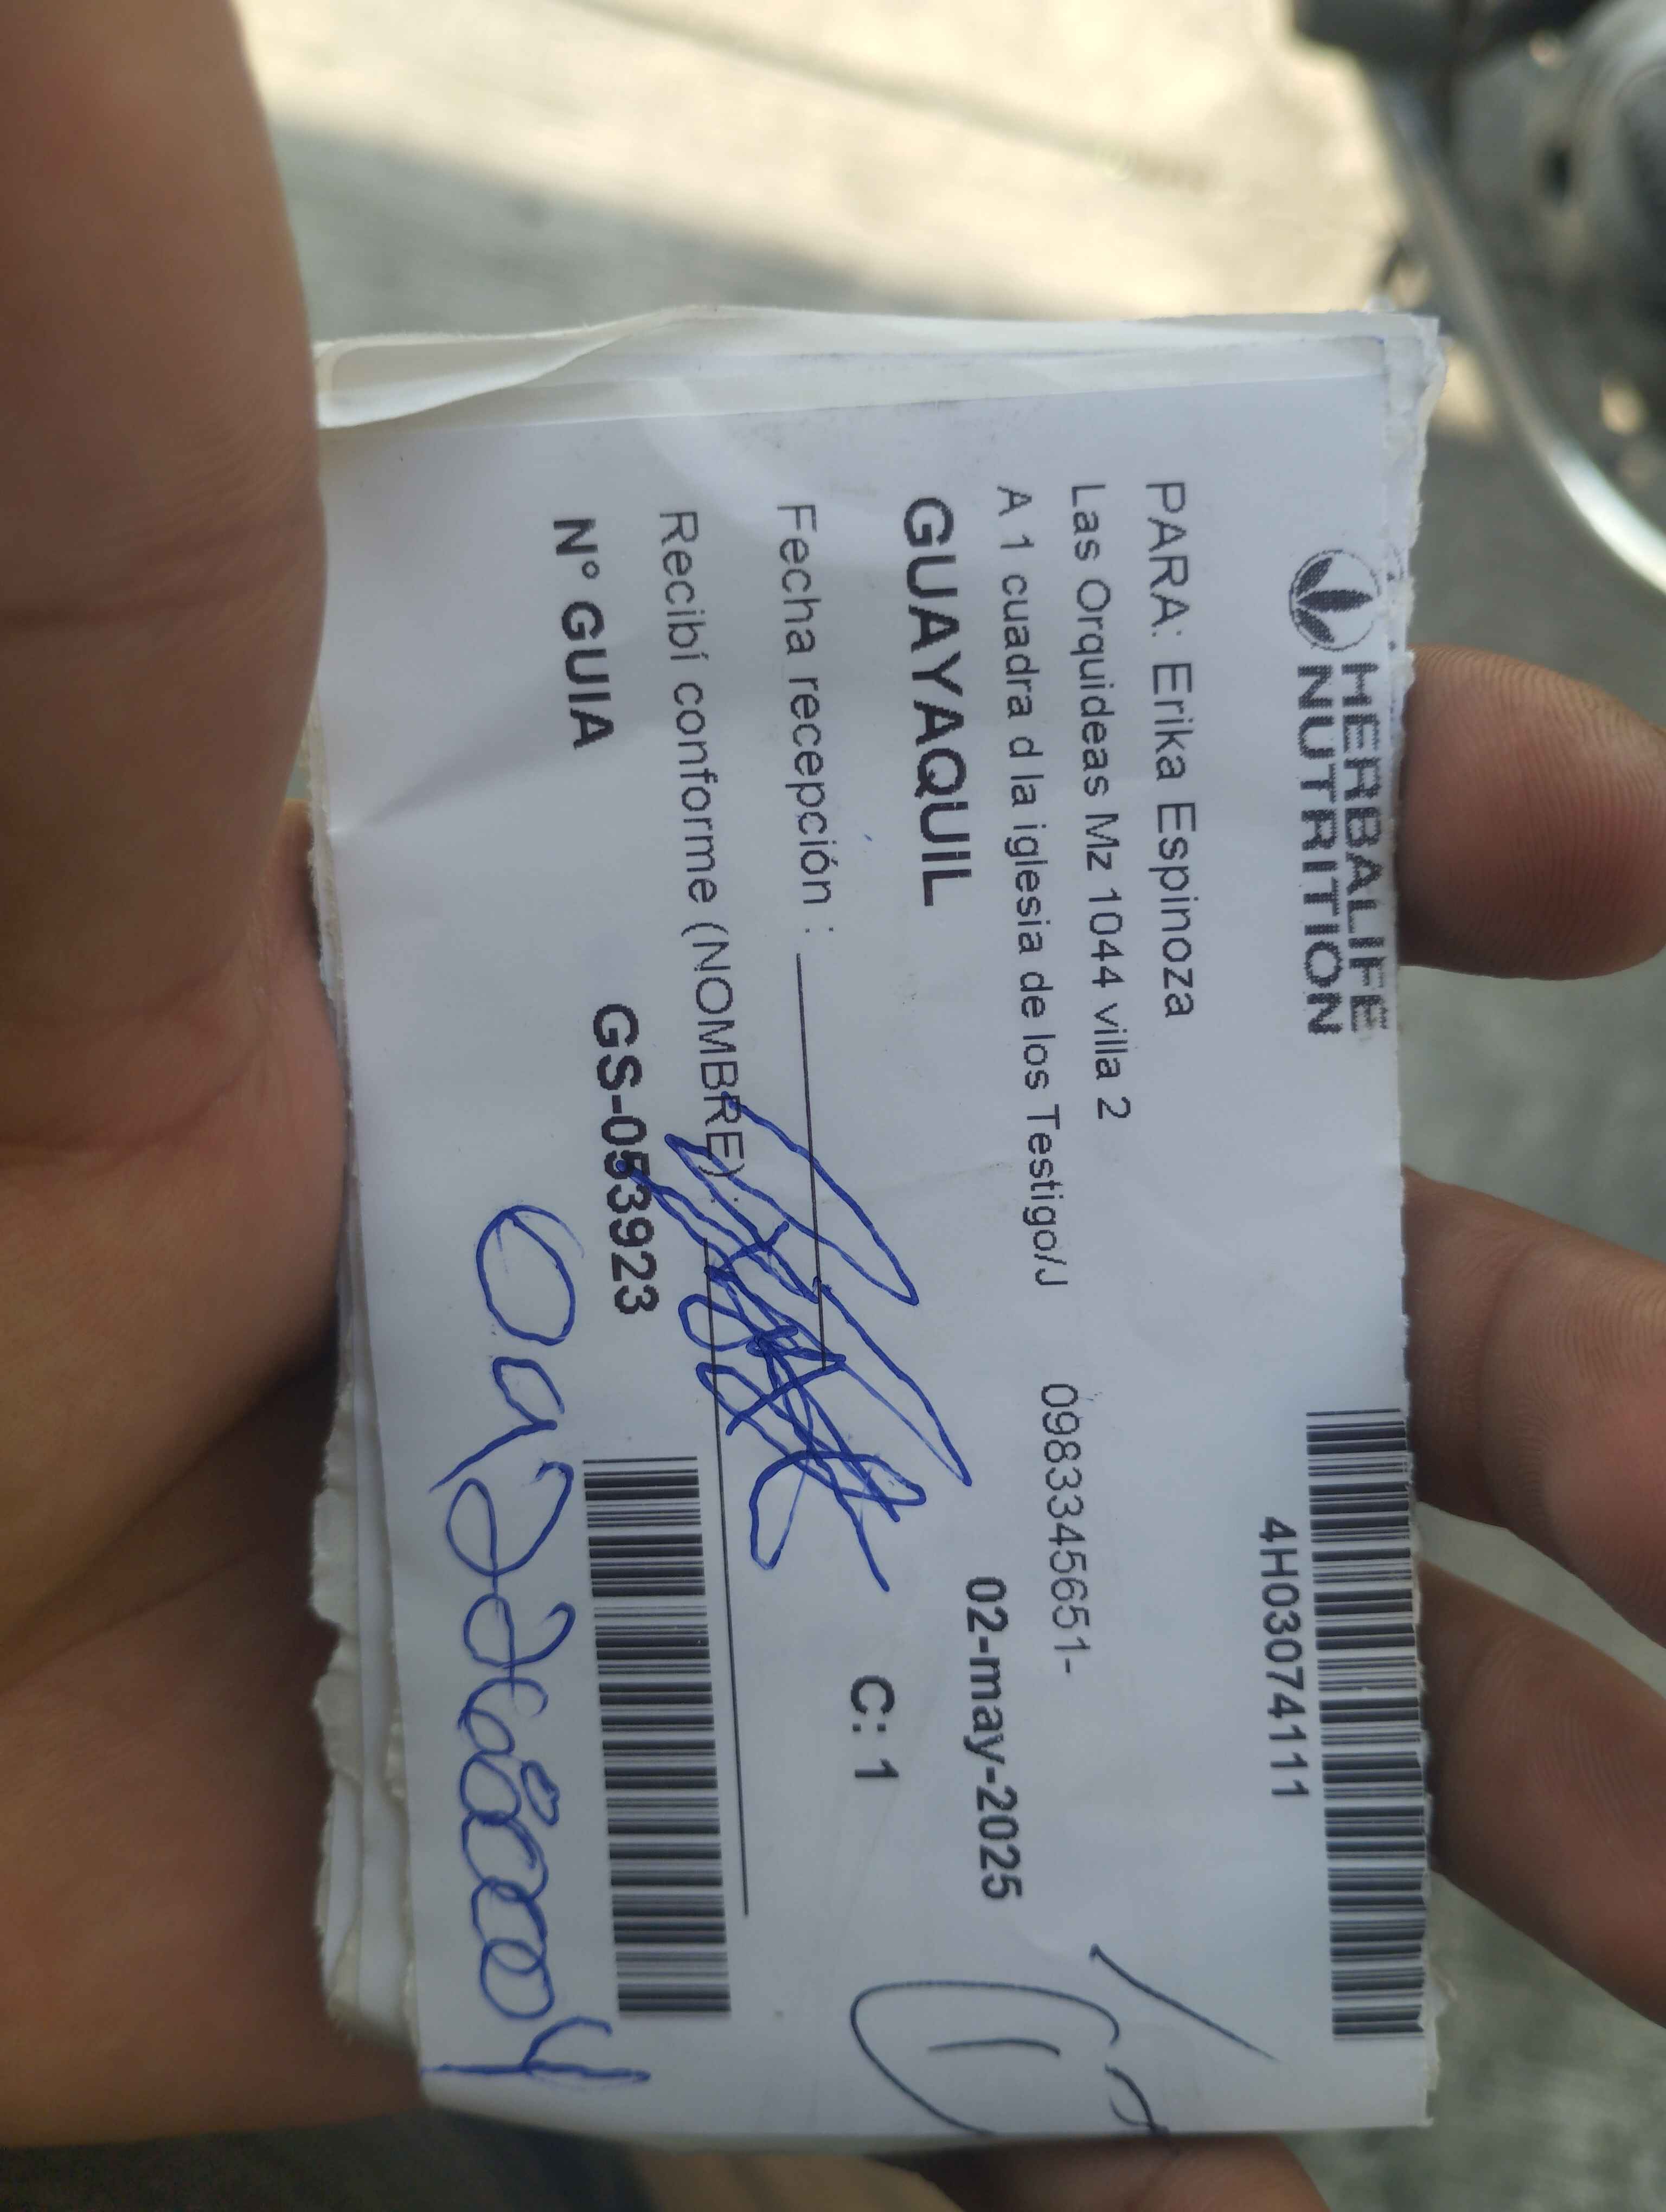 HERBALIFE
NUTRITION
4H03074111
PARA: Erika Espinoza
Las Orquideas Mz 1044 villa 2
A 1 cuadra d la iglesia de los Testigo/J 0983345651-
GUAYAQUIL 02-may-2025
Fecha recepción : C: 1
Recibí conforme (NOMBRE) :
N° GUIA GS-053923